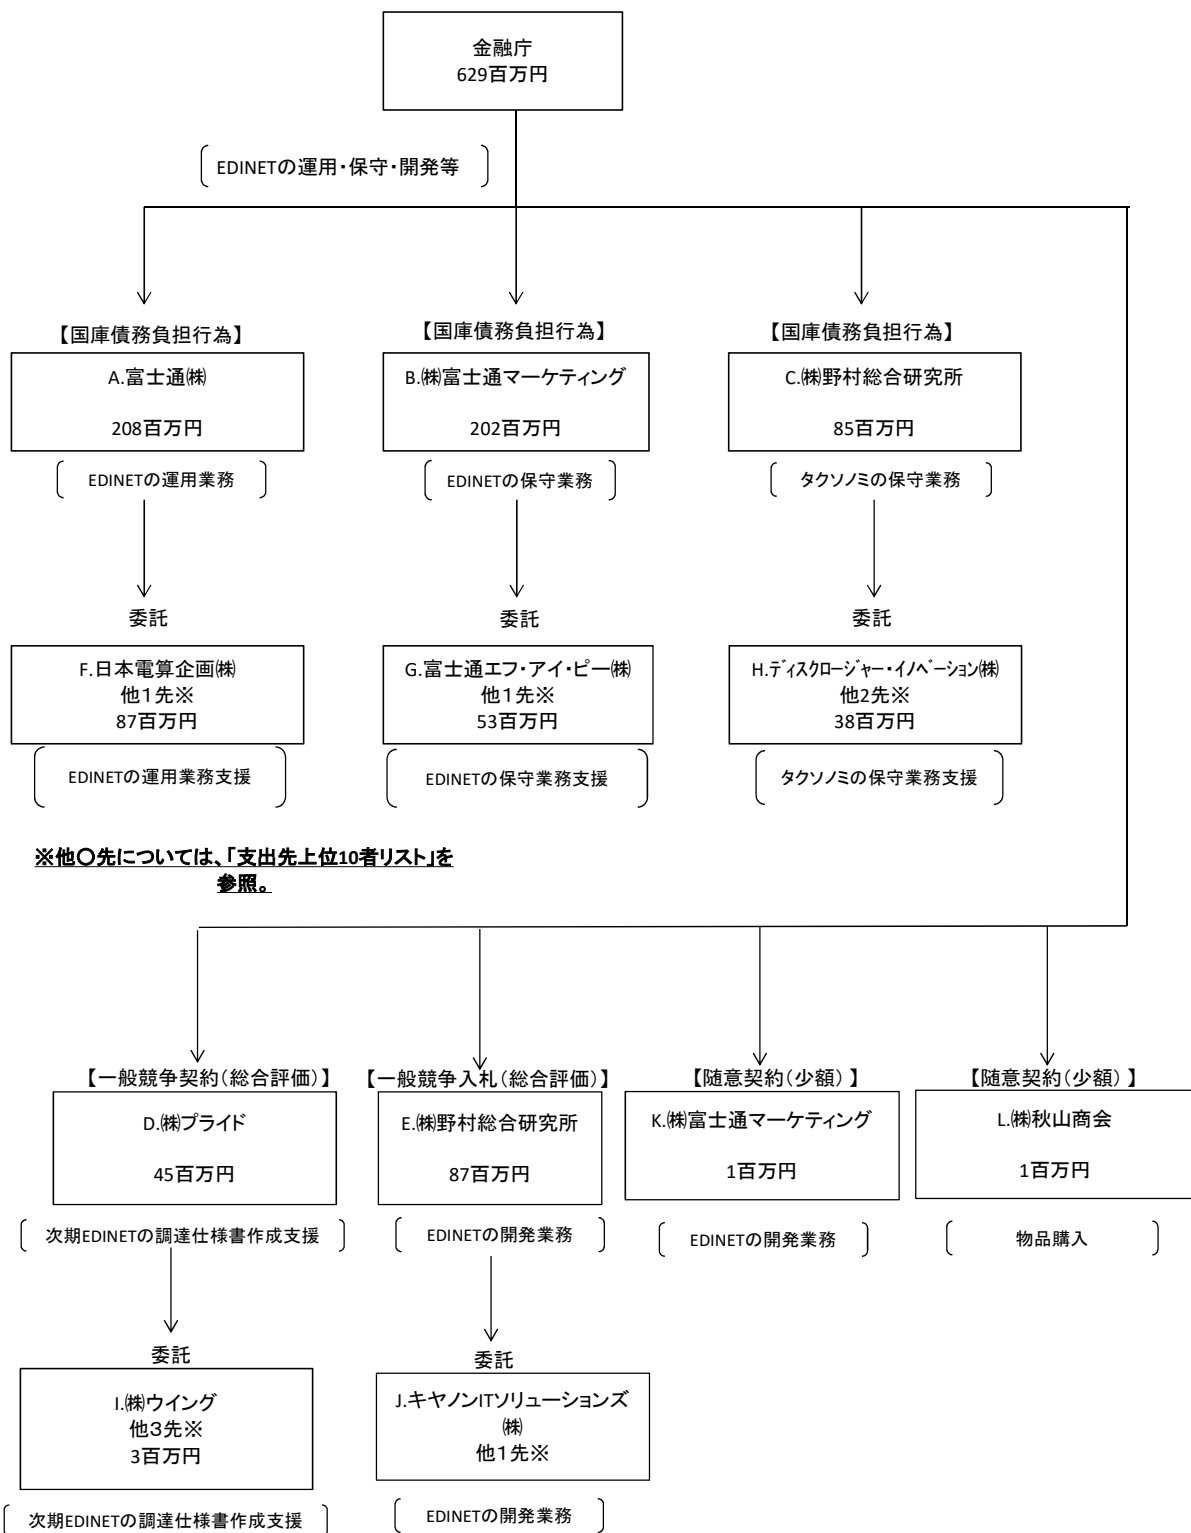 金融庁
629百万円
EDINETの運用・保守・開発等
【国庫債務負担行為】
【国庫債務負担行為】
【国庫債務負担行為】
A.富士通㈱
208百万円
B.㈱富士通マーケティング
202百万円
C.㈱野村総合研究所
85百万円
EDINETの運用業務
EDINETの保守業務
タクソノミの保守業務
委託
委託
委託
F.日本電算企画㈱
他1先※
87百万円
G.富士通エフ・アイ・ピー㈱
他1先※
53百万円
H.ディスクロージャー・イノベーション㈱
他2先※
38百万円
EDINETの運用業務支援
EDINETの保守業務支援
タクソノミの保守業務支援
※他〇先については、「支出先上位10者リスト」を
参照。
【一般競争契約(総合評価)】
【一般競争入札(総合評価)】
【随意契約(少額)】
【随意契約(少額)】
D.㈱プライド
45百万円
E.㈱野村総合研究所
87百万円
K.㈱富士通マーケティング
1百万円
L.㈱秋山商会
1百万円
次期EDINETの調達仕様書作成支援
EDINETの開発業務
EDINETの開発業務
物品購入
委託
委託
I.㈱ウイング
他3先※
3百万円
J.キヤノンITソリューションズ
㈱
他1先※
次期EDINETの調達仕様書作成支援
EDINETの開発業務